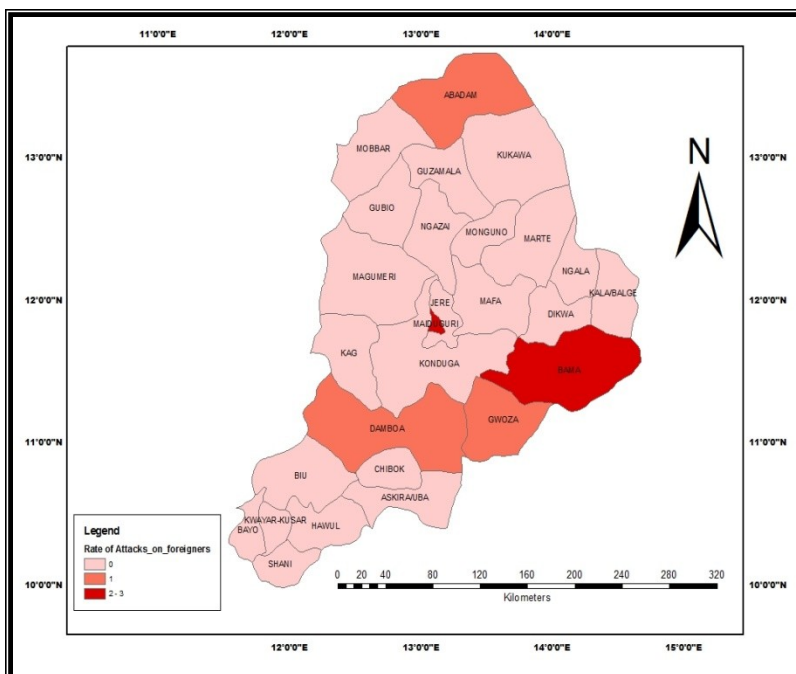 11°0'0"E 12°0'0"E 13°0'0"E 14°0'0"E
ABADAM
N
13°0'0"N 13°0'0"N
MOBBAR
KUKAWA
GUZAMALA
GUBIO
NGAZAI
MONGUNO
MARTE
MAGUMERI
NGALA
KALA/BALGE
12°0'0"N 12°0'0"N
JERE
MAFA
DIKWA
MAIDUGURI
KAG
KONDUGA
BAMA
11°0'0"N 11°0'0"N
GWOZA
DAMBOA
CHIBOK
BIU
ASKIRA/UBA
KWAYAR-KUSAR
BAYO
HAWUL
SHANI
Legend
Rate of Attacks_on_foreigners
0
1
2 - 3
10°0'0"N 10°0'0"N
0 20 40 80 120 160 200 240 280 320
Kilometers
12°0'0"E 13°0'0"E 14°0'0"E 15°0'0"E